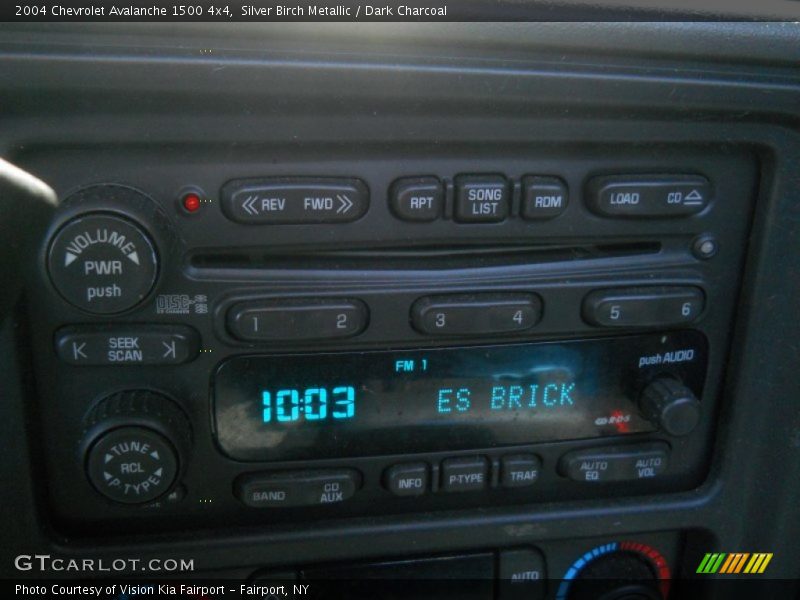 2004 Chevrolet Avalanche 1500 4x4, Silver Birch Metallic / Dark Charcoal
REV FWD
RPT
SONG LIST
RDM
LOAD CD
VOLUME
PWR
push
DISC
1 2
3 4
5 6
SEEK
SCAN
FM 1
push AUDIO
10:03
ES BRICK
TUNE
RCL
P-TYPE
BAND
CD AUX
INFO
P-TYPE
TRAF
AUTO EQ
AUTO VOL
AUTO
GTCARLOT.COM
Photo Courtesy of Vision Kia Fairport - Fairport, NY